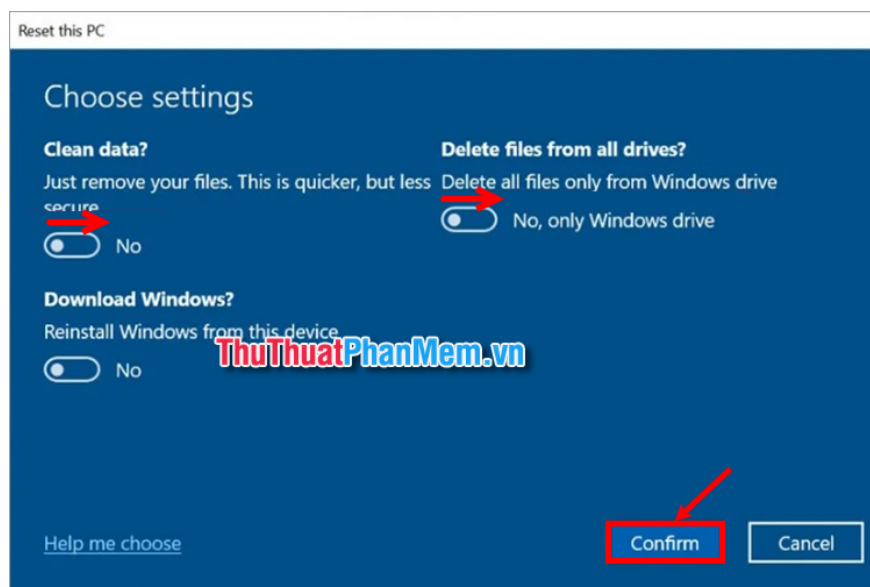 Reset this PC
Choose settings
Clean data?
Just remove your files. This is quicker, but less
secure.
No
Delete files from all drives?
Delete all files only from Windows drive
No, only Windows drive
Download Windows?
Reinstall Windows from this device
No
ThuThuatPhanMem.vn
Help me choose
Confirm
Cancel